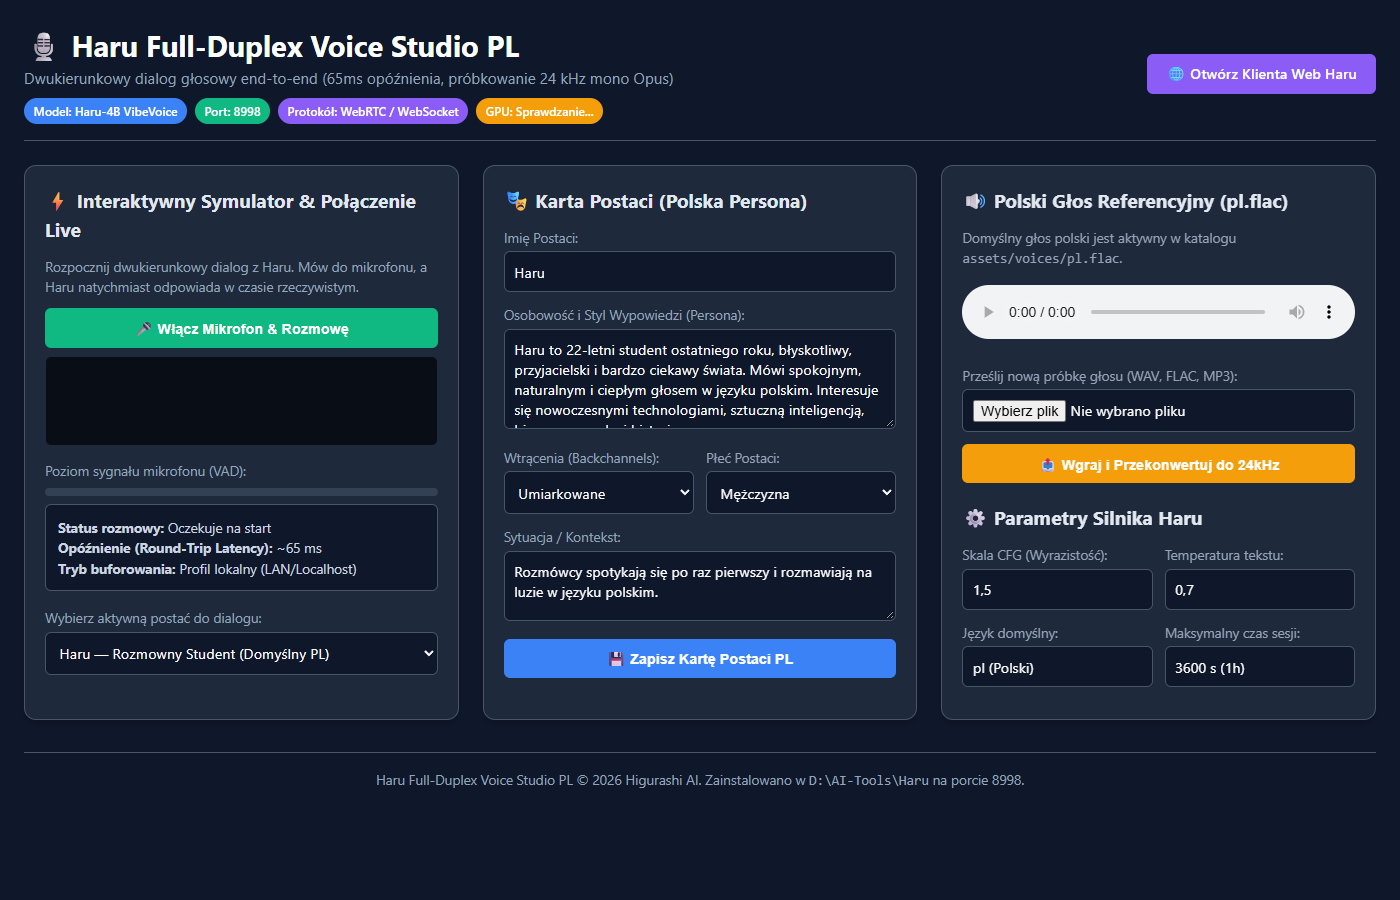 Haru Full-Duplex Voice Studio PL
Dwukierunkowy dialog głosowy end-to-end (65ms opóźnienia, próbkowanie 24 kHz mono Opus)
Model: Haru-4B VibeVoice
Port: 8998
Protokół: WebRTC / WebSocket
GPU: Sprawdzanie...
Otwórz Klienta Web Haru
Interaktywny Symulator & Połączenie
Live
Rozpocznij dwukierunkowy dialog z Haru. Mów do mikrofonu, a
Haru natychmiast odpowiada w czasie rzeczywistym.
Włącz Mikrofon & Rozmowę
Poziom sygnału mikrofonu (VAD):
Status rozmowy: Oczekuje na start
Opóźnienie (Round-Trip Latency): ~65 ms
Tryb buforowania: Profil lokalny (LAN/Localhost)
Wybierz aktywną postać do dialogu:
Haru — Rozmowny Student (Domyślny PL)
Karta Postaci (Polska Persona)
Imię Postaci:
Haru
Osobowość i Styl Wypowiedzi (Persona):
Haru to 22-letni student ostatniego roku, błyskotliwy,
przyjacielski i bardzo ciekawy świata. Mówi spokojnym,
naturalnym i ciepłym głosem w języku polskim. Interesuje
się nowoczesnymi technologiami, sztuczną inteligencją,
Wtrącenia (Backchannels):
Płeć Postaci:
Umiarkowane
Mężczyzna
Sytuacja / Kontekst:
Rozmówcy spotykają się po raz pierwszy i rozmawiają na
luzie w języku polskim.
Zapisz Kartę Postaci PL
Polski Głos Referencyjny (pl.flac)
Domyślny głos polski jest aktywny w katalogu
assets/voices/pl.flac.
0:00 / 0:00
Prześlij nową próbkę głosu (WAV, FLAC, MP3):
Wybierz plik Nie wybrano pliku
Wgraj i Przekonwertuj do 24kHz
Parametry Silnika Haru
Skala CFG (Wyrazistość):
Temperatura tekstu:
1,5
0,7
Język domyślny:
Maksymalny czas sesji:
pl (Polski)
3600 s (1h)
Haru Full-Duplex Voice Studio PL © 2026 Higurashi AI. Zainstalowano w D:\AI-Tools\Haru na porcie 8998.